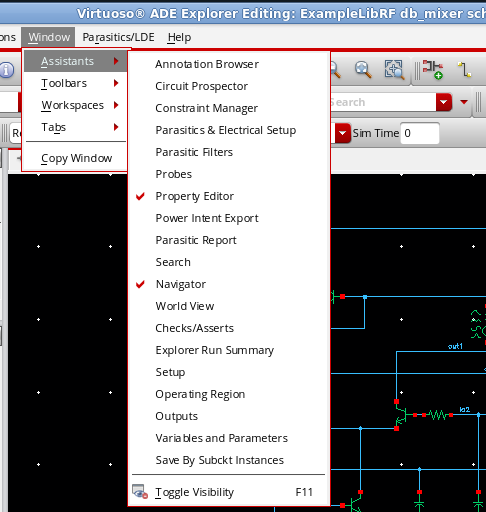 Virtuoso® ADE Explorer Editing: ExampleLibRF db_mixer sch
ons Window Parasitics/LDE Help
Assistants
Toolbars
Workspaces
Tabs
Copy Window
Annotation Browser
Circuit Prospector
Constraint Manager
Parasitics & Electrical Setup
Parasitic Filters
Probes
Property Editor
Power Intent Export
Parasitic Report
Search
Navigator
World View
Checks/Asserts
Explorer Run Summary
Setup
Operating Region
Outputs
Variables and Parameters
Save By Subckt Instances
Toggle Visibility F11
Search
Re
Sim Time 0
out1